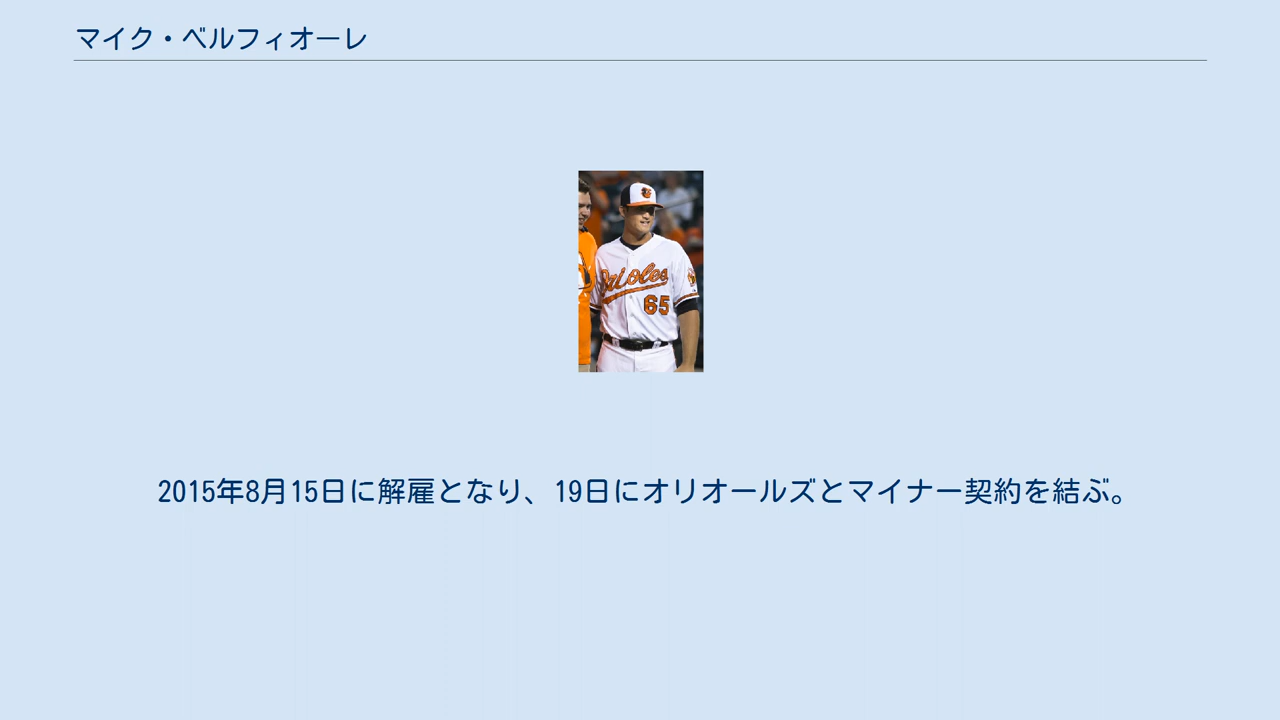 マイク・ベルフィオーレ
Orioles
65
2015年8月15日に解雇となり、19日にオリオールズとマイナー契約を結ぶ。